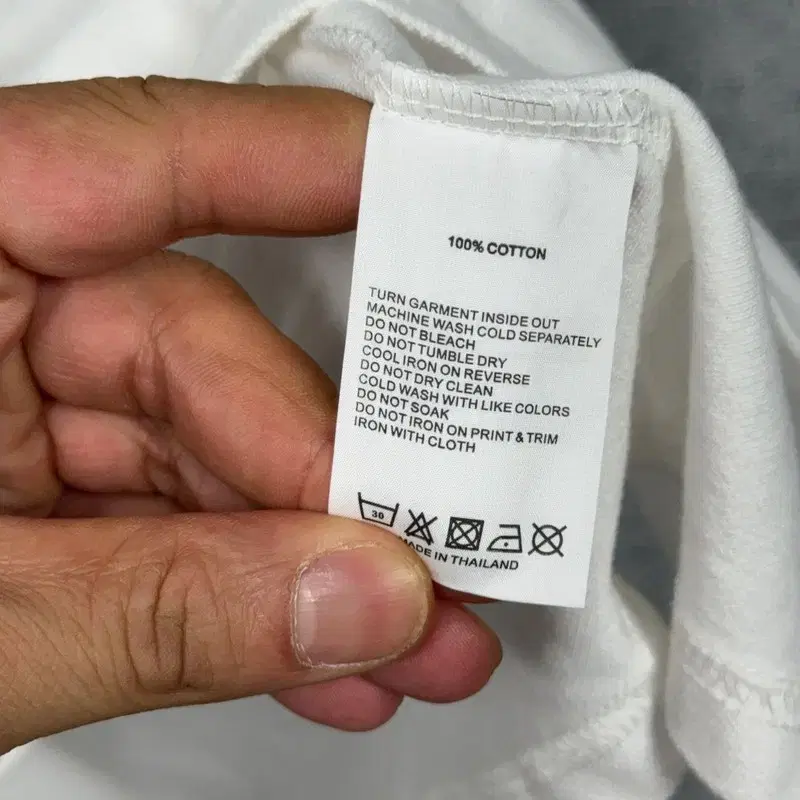 100% COTTON
TURN GARMENT INSIDE OUT
MACHINE WASH COLD SEPARATELY
DO NOT BLEACH
DO NOT TUMBLE DRY
COOL IRON ON REVERSE
DO NOT DRY CLEAN
COLD WASH WITH LIKE COLORS
DO NOT SOAK
DO NOT IRON ON PRINT & TRIM
IRON WITH CLOTH
30
MADE IN THAILAND